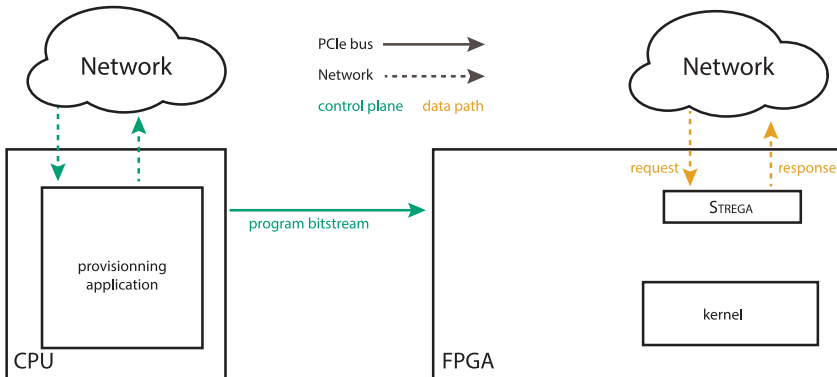 Network
PCIe bus
Network
control plane
data path
Network
request
response
STREGA
program bitstream
provisionning
application
kernel
CPU
FPGA